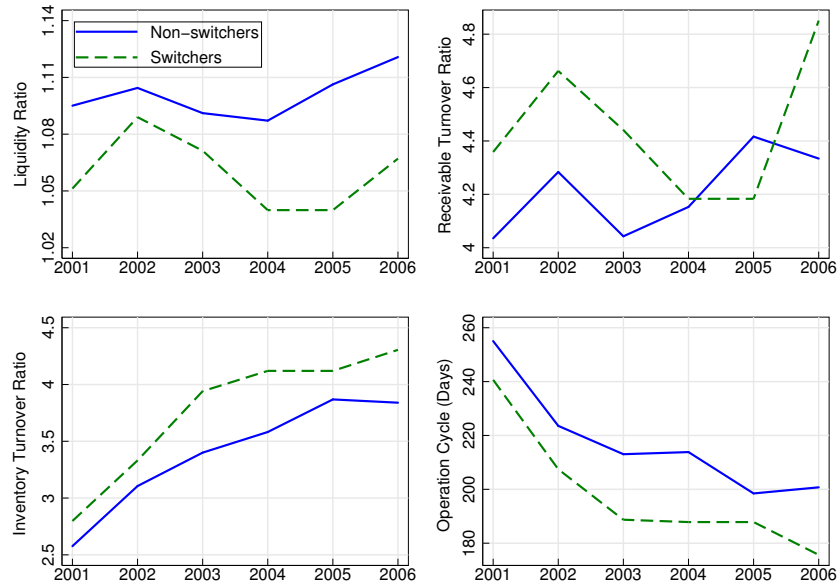 Liquidity Ratio
1.14
1.11
1.08
1.05
1.02
Non-switchers
Switchers
2001 2002 2003 2004 2005 2006
Receivable Turnover Ratio
4.8
4.6
4.4
4.2
4
2001 2002 2003 2004 2005 2006
Inventory Turnover Ratio
4.5
4
3.5
3
2.5
2001 2002 2003 2004 2005 2006
Operation Cycle (Days)
260
240
220
200
180
2001 2002 2003 2004 2005 2006